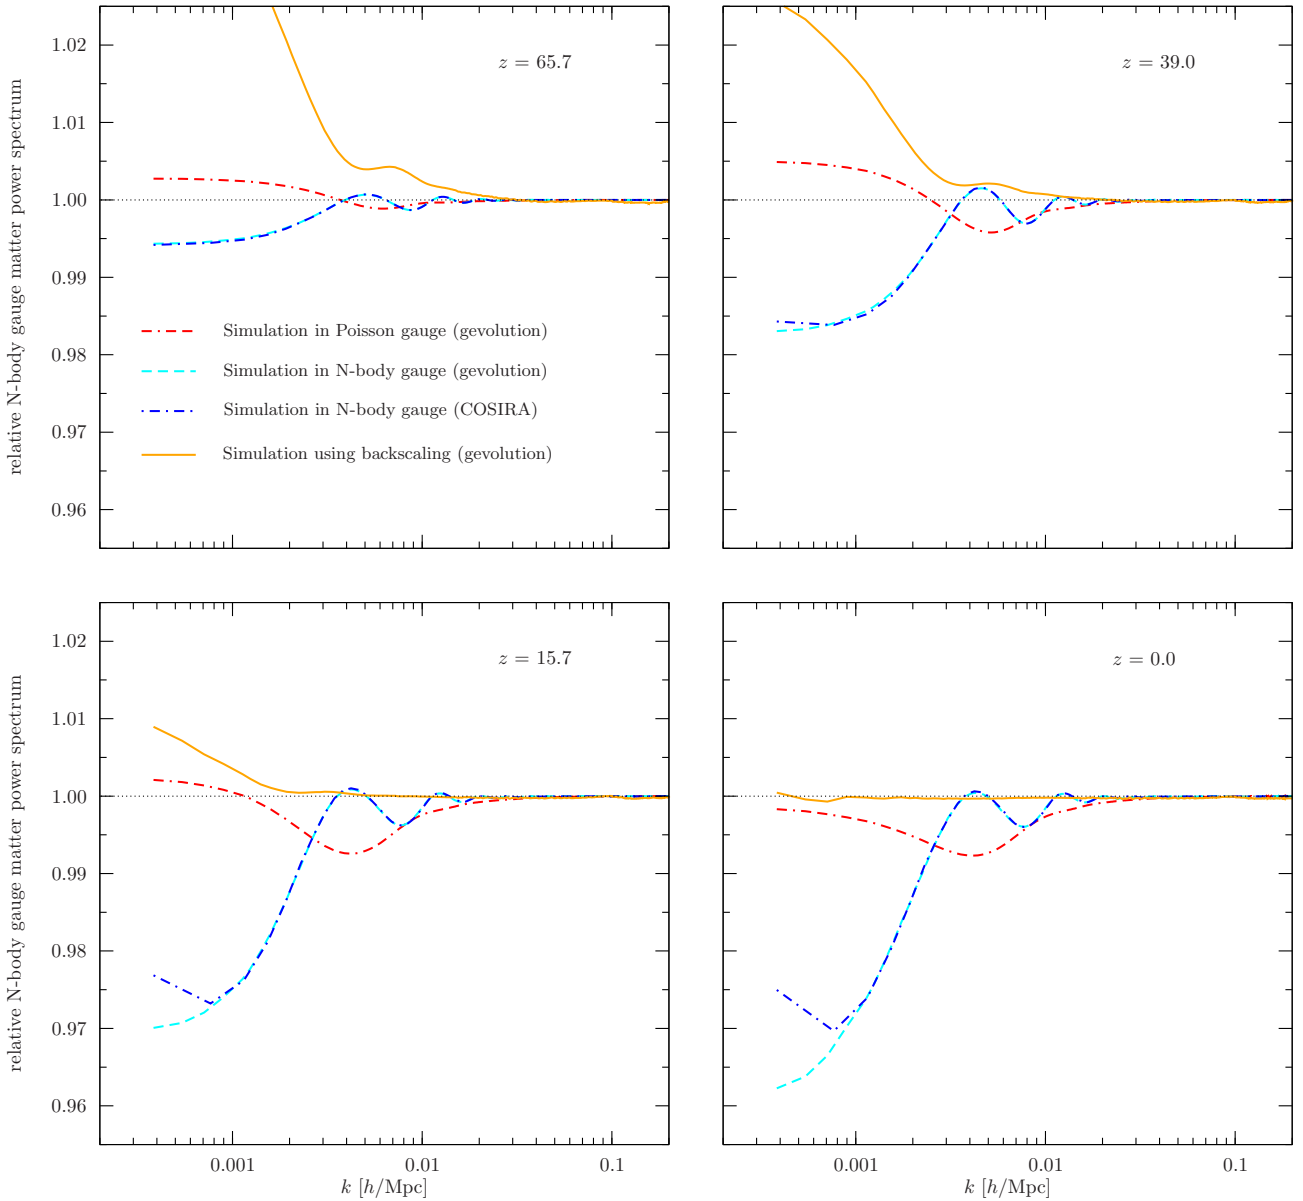 relative N-body gauge matter power spectrum
1.02
1.01
1.00
0.99
0.98
0.97
0.96
z = 65.7
Simulation in Poisson gauge (gevolution)
Simulation in N-body gauge (gevolution)
Simulation in N-body gauge (COSIRA)
Simulation using backscaling (gevolution)
z = 39.0
relative N-body gauge matter power spectrum
1.02
1.01
1.00
0.99
0.98
0.97
0.96
z = 15.7
0.001 0.01 0.1
k [h/Mpc]
z = 0.0
0.001 0.01 0.1
k [h/Mpc]